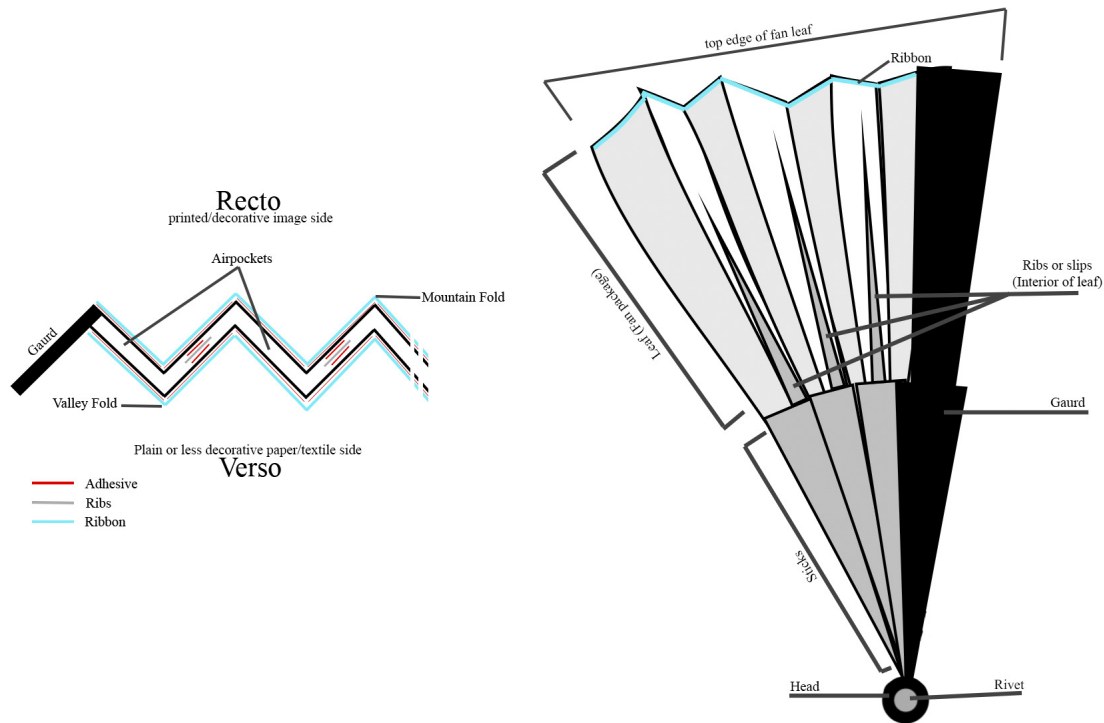 Recto
printed/decorative image side
Airpockets
Mountain Fold
Gaurd
Valley Fold
Plain or less decorative paper/textile side
Verso
Adhesive
Ribs
Ribbon
top edge of fan leaf
Ribbon
Leaf (Fan package)
Ribs or slips
(Interior of leaf)
Gaurd
Sticks
Head
Rivet